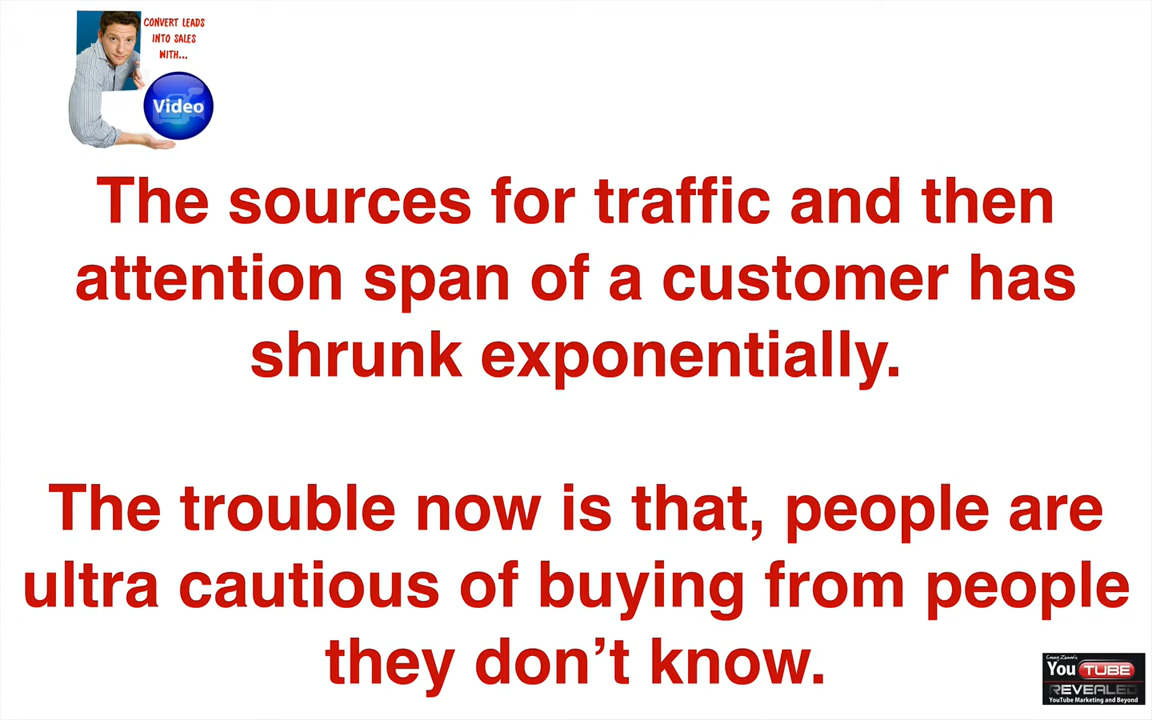 CONVERT LEADS
INTO SALES
WITH...
Video
The sources for traffic and then
attention span of a customer has
shrunk exponentially.
The trouble now is that, people are
ultra cautious of buying from people
they don’t know.
You TUBE
REVEALED
YouTube Marketing and Beyond